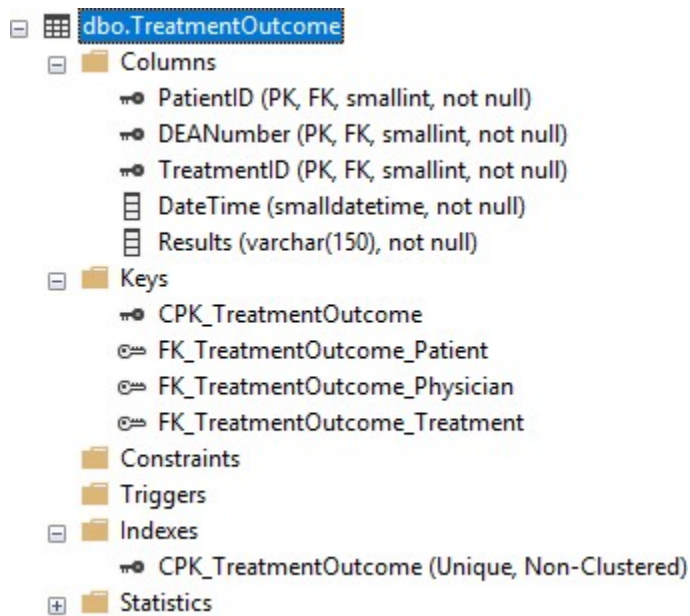 dbo.TreatmentOutcome
Columns
PatientID (PK, FK, smallint, not null)
DEANumber (PK, FK, smallint, not null)
TreatmentID (PK, FK, smallint, not null)
DateTime (smalldatetime, not null)
Results (varchar(150), not null)
Keys
CPK_TreatmentOutcome
FK_TreatmentOutcome_Patient
FK_TreatmentOutcome_Physician
FK_TreatmentOutcome_Treatment
Constraints
Triggers
Indexes
CPK_TreatmentOutcome (Unique, Non-Clustered)
Statistics